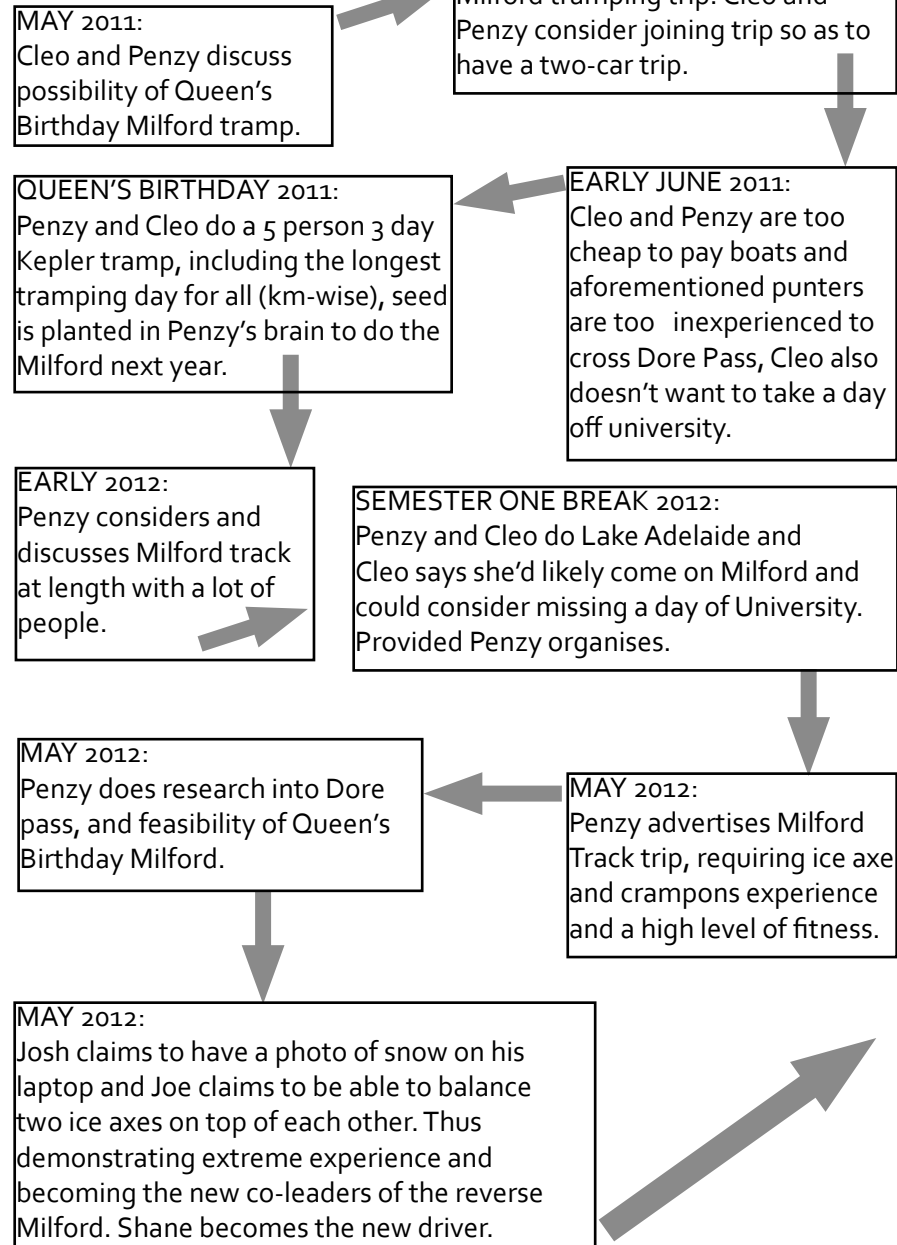 MAY 2011:
Cleo and Penzy discuss
possibility of Queen's
Birthday Milford tramp.
Milford tramping trip. Cleo and
Penzy consider joining trip so as to
have a two-car trip.
EARLY JUNE 2011:
Cleo and Penzy are too
cheap to pay boats and
aforementioned punters
are too inexperienced to
cross Dore Pass, Cleo also
doesn't want to take a day
off university.
QUEEN'S BIRTHDAY 2011:
Penzy and Cleo do a 5 person 3 day
Kepler tramp, including the longest
tramping day for all (km-wise), seed
is planted in Penzy's brain to do the
Milford next year.
EARLY 2012:
Penzy considers and
discusses Milford track
at length with a lot of
people.
SEMESTER ONE BREAK 2012:
Penzy and Cleo do Lake Adelaide and
Cleo says she'd likely come on Milford and
could consider missing a day of University.
Provided Penzy organises.
MAY 2012:
Penzy advertises Milford
Track trip, requiring ice axe
and crampons experience
and a high level of fitness.
MAY 2012:
Penzy does research into Dore
pass, and feasibility of Queen's
Birthday Milford.
MAY 2012:
Josh claims to have a photo of snow on his
laptop and Joe claims to be able to balance
two ice axes on top of each other. Thus
demonstrating extreme experience and
becoming the new co-leaders of the reverse
Milford. Shane becomes the new driver.